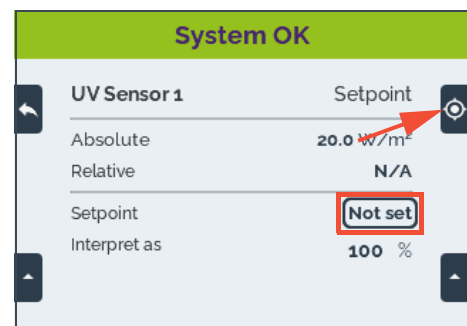 System OK
UV Sensor 1 Setpoint
Absolute 20.0 W/m²
Relative N/A
Setpoint Not set
Interpret as 100 %